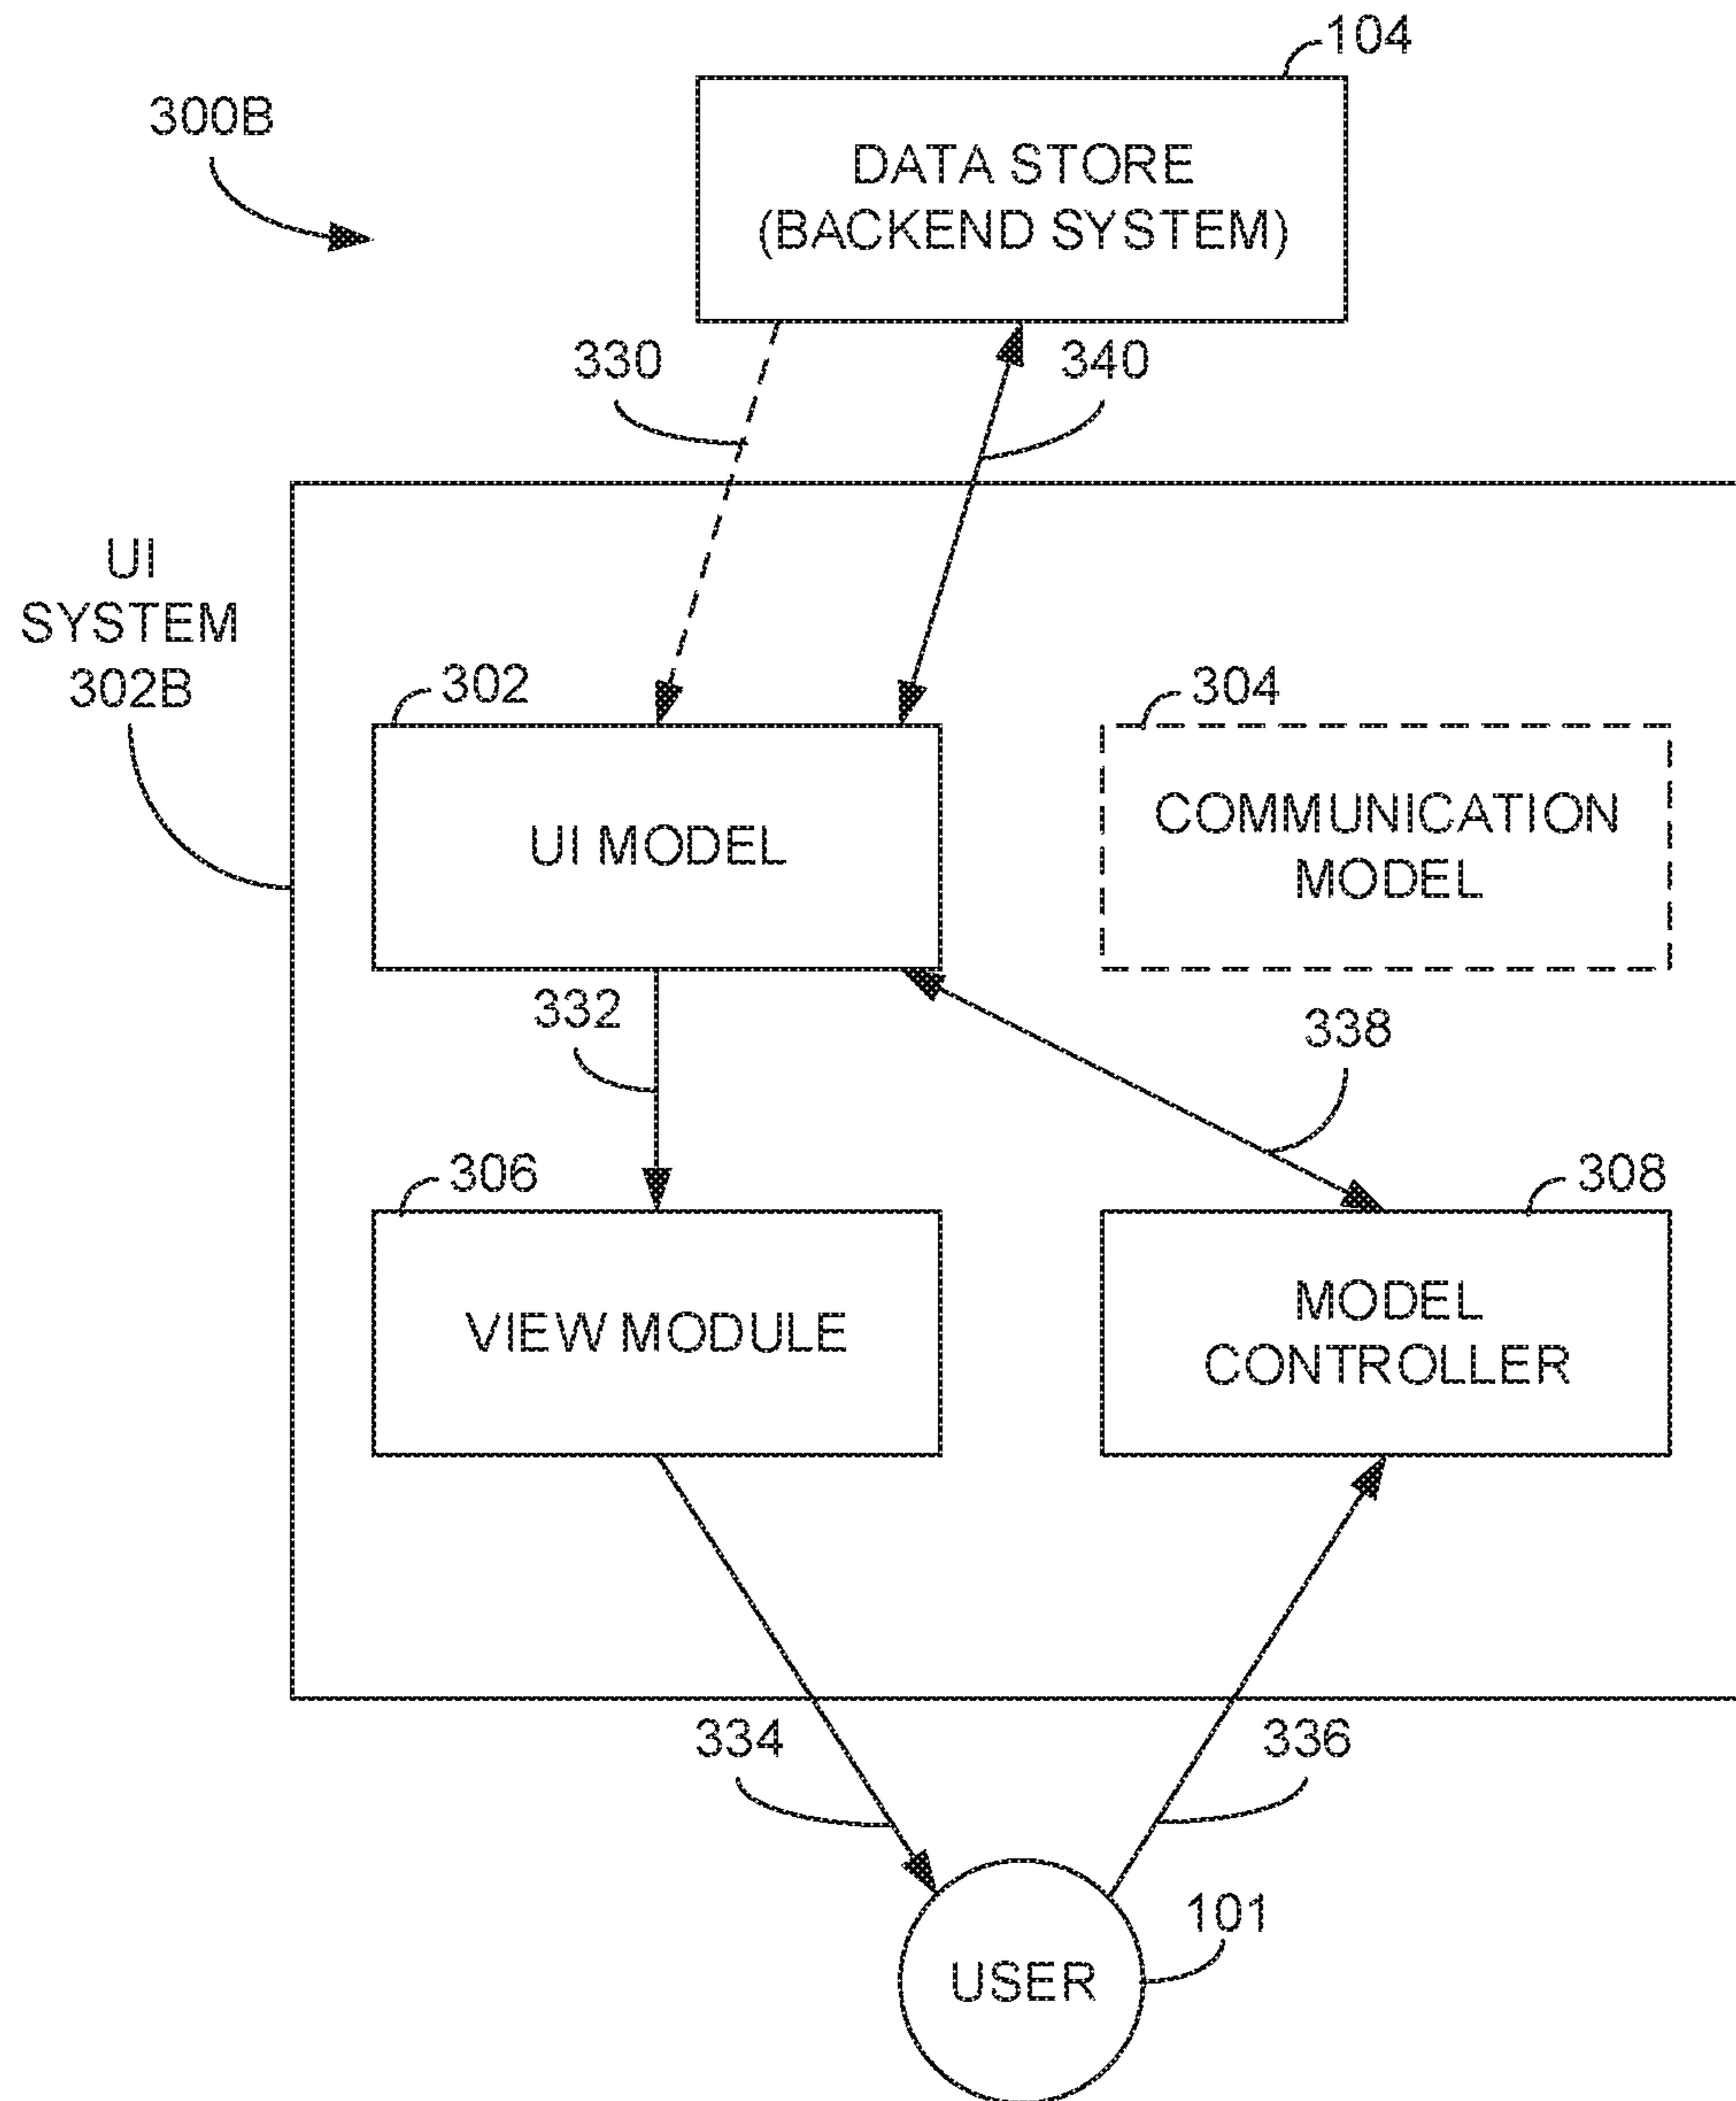 104
300B
DATA STORE
(BACKEND SYSTEM)
330
340
UI
SYSTEM
302B
302
304
UI MODEL
COMMUNICATION
MODEL
332
338
306
308
VIEW MODULE
MODEL
CONTROLLER
334
336
101
USER